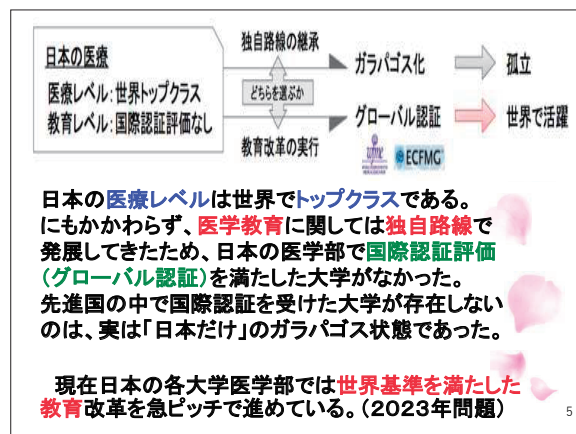 日本の医療
医療レベル：世界トップクラス
教育レベル：国際認証評価なし
独自路線の継承
どちらを選ぶか
教育改革の実行
ガラパゴス化
孤立
グローバル認証
世界で活躍
wfme
ECFMG
日本の医療レベルは世界でトップクラスである。
にもかかわらず、医学教育に関しては独自路線で
発展してきたため、日本の医学部で国際認証評価
（グローバル認証）を満たした大学がなかった。
先進国の中で国際認証を受けた大学が存在しない
のは、実は「日本だけ」のガラパゴス状態であった。
現在日本の各大学医学部では世界基準を満たした
教育改革を急ピッチで進めている。（2023年問題）
5